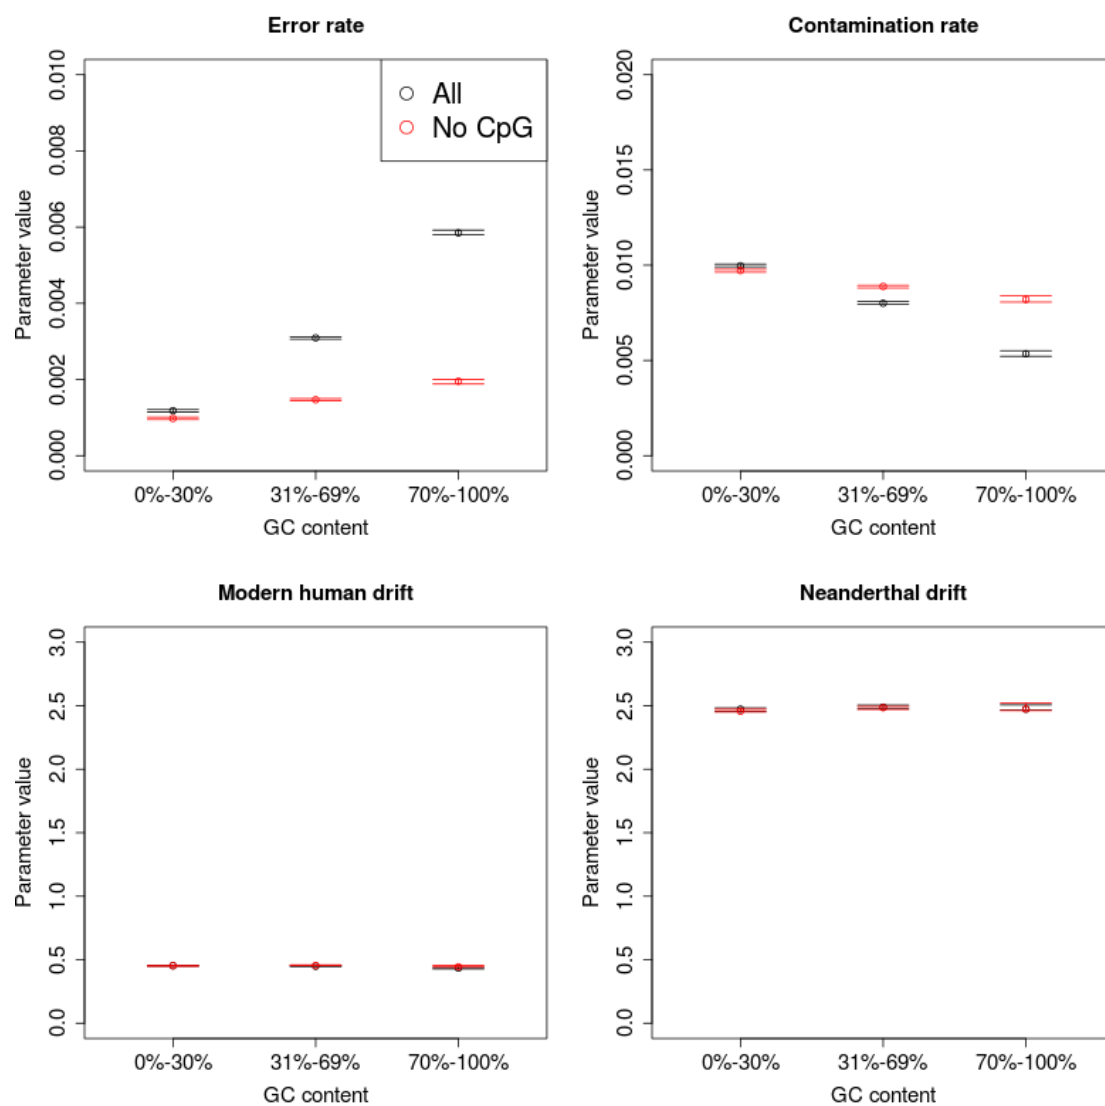 Error rate
Parameter value
0.000 0.002 0.004 0.006 0.008 0.010
All
No CpG
0%-30% 31%-69% 70%-100%
GC content
Contamination rate
Parameter value
0.000 0.005 0.010 0.015 0.020
0%-30% 31%-69% 70%-100%
GC content
Modern human drift
Parameter value
0.0 0.5 1.0 1.5 2.0 2.5 3.0
0%-30% 31%-69% 70%-100%
GC content
Neanderthal drift
Parameter value
0.0 0.5 1.0 1.5 2.0 2.5 3.0
0%-30% 31%-69% 70%-100%
GC content